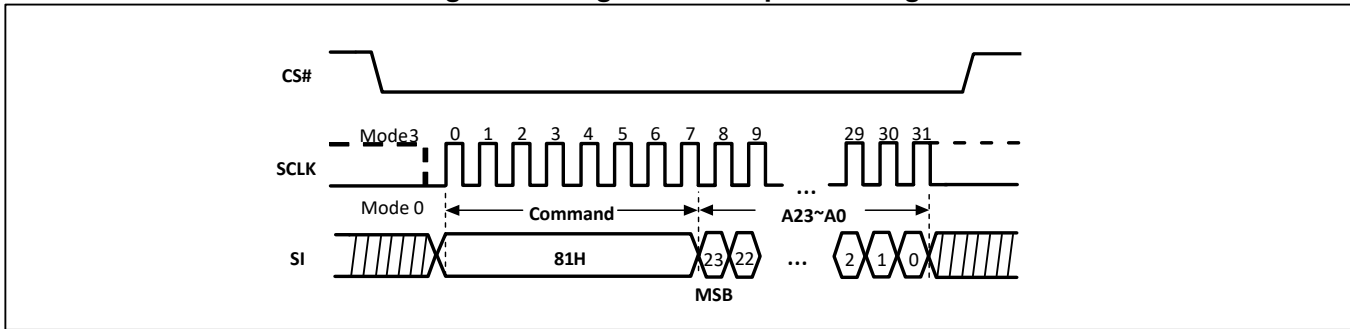 CS#
Mode3 0 1 2 3 4 5 6 7 8 9 29 30 31
SCLK
...
Mode 0 Command A23~A0
SI 81H 23 22 ... 2 1 0
MSB